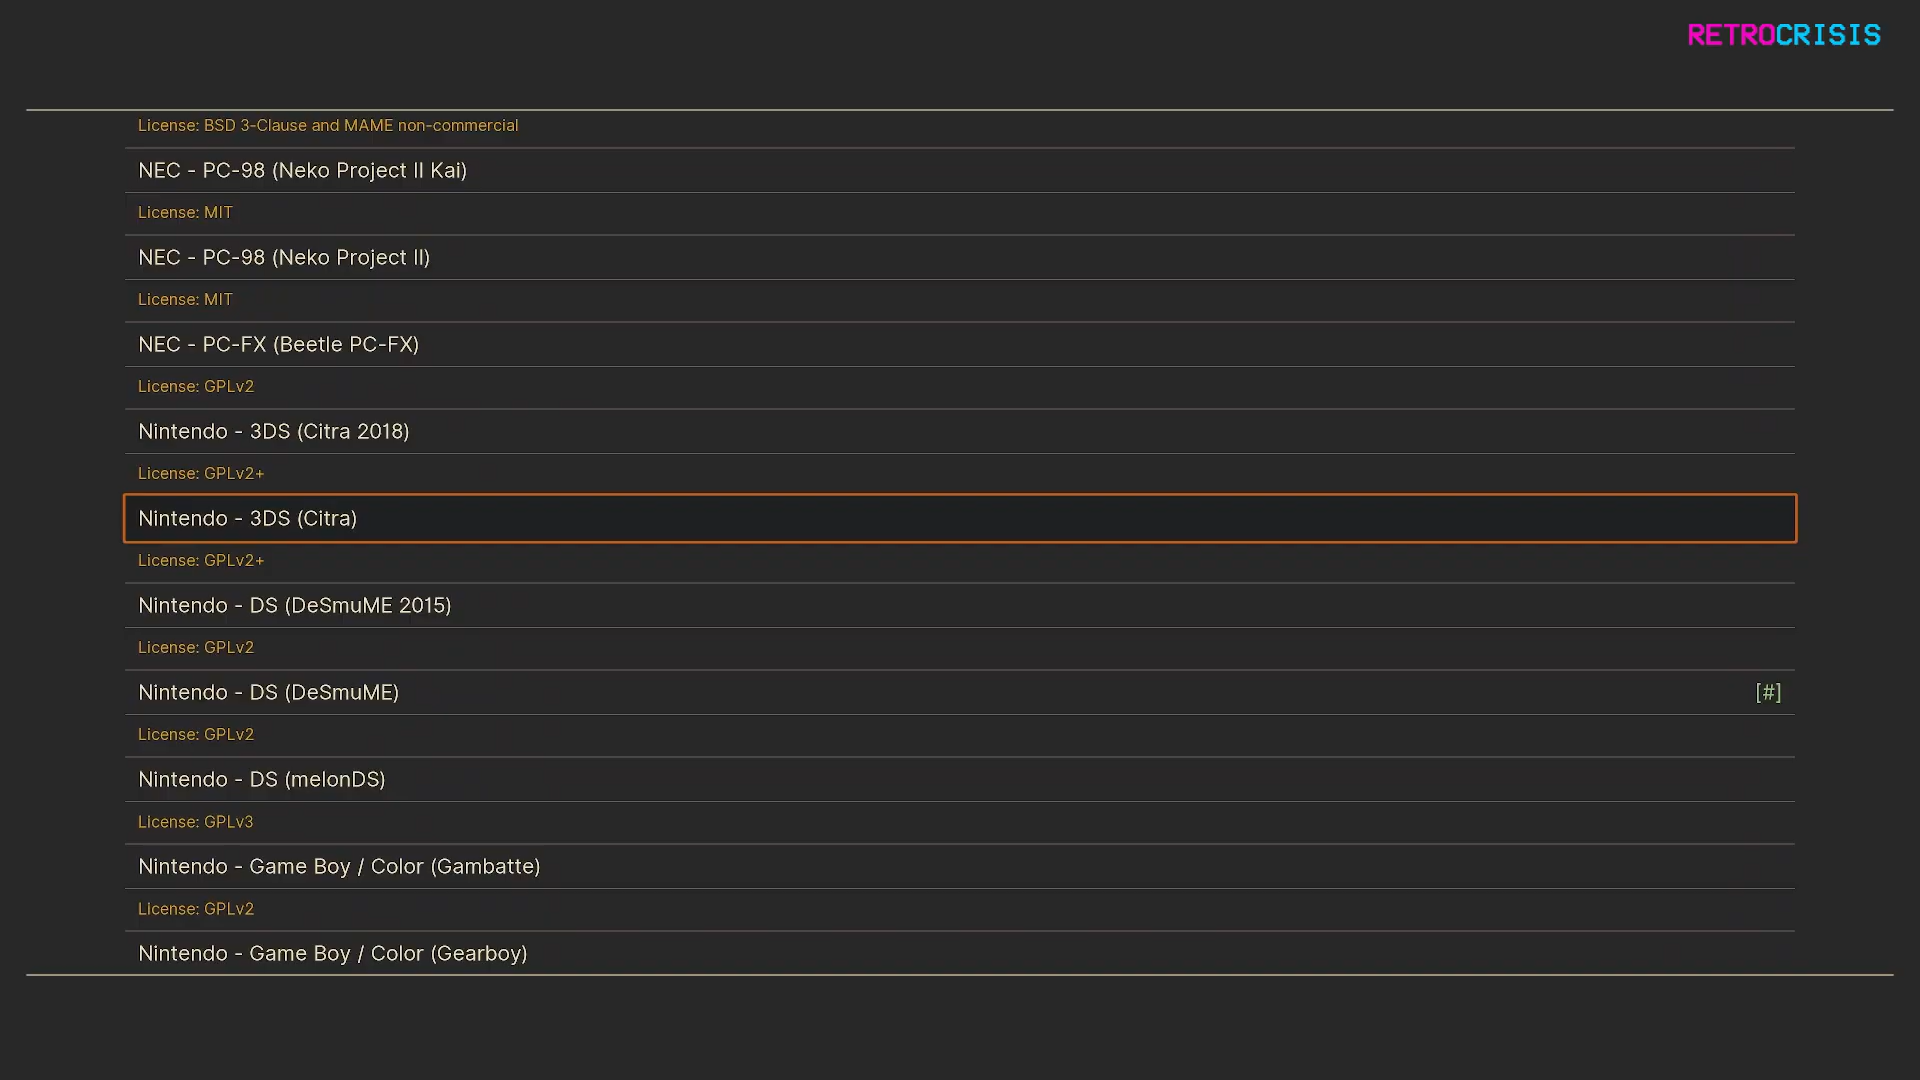 RETROCRISIS
License: BSD 3-Clause and MAME non-commercial
NEC - PC-98 (Neko Project II Kai)
License: MIT
NEC - PC-98 (Neko Project II)
License: MIT
NEC - PC-FX (Beetle PC-FX)
License: GPLv2
Nintendo - 3DS (Citra 2018)
License: GPLv2+
Nintendo - 3DS (Citra)
License: GPLv2+
Nintendo - DS (DeSmuME 2015)
License: GPLv2
Nintendo - DS (DeSmuME) [#]
License: GPLv2
Nintendo - DS (melonDS)
License: GPLv3
Nintendo - Game Boy / Color (Gambatte)
License: GPLv2
Nintendo - Game Boy / Color (Gearboy)